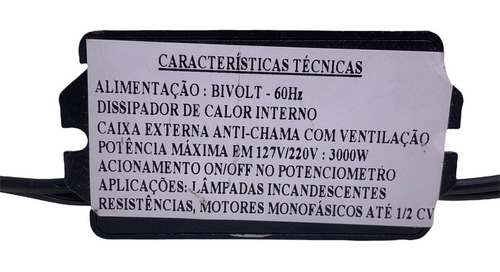 CARACTERÍSTICAS TÉCNICAS
ALIMENTAÇÃO : BIVOLT - 60Hz
DISSIPADOR DE CALOR INTERNO
CAIXA EXTERNA ANTI-CHAMA COM VENTILAÇÃO
POTÊNCIA MÁXIMA EM 127V/220V : 3000W
ACIONAMENTO ON/OFF NO POTENCIOMETRO
APLICAÇÕES: LÂMPADAS INCANDESCENTES
RESISTÊNCIAS, MOTORES MONOFÁSICOS ATÉ 1/2 CV